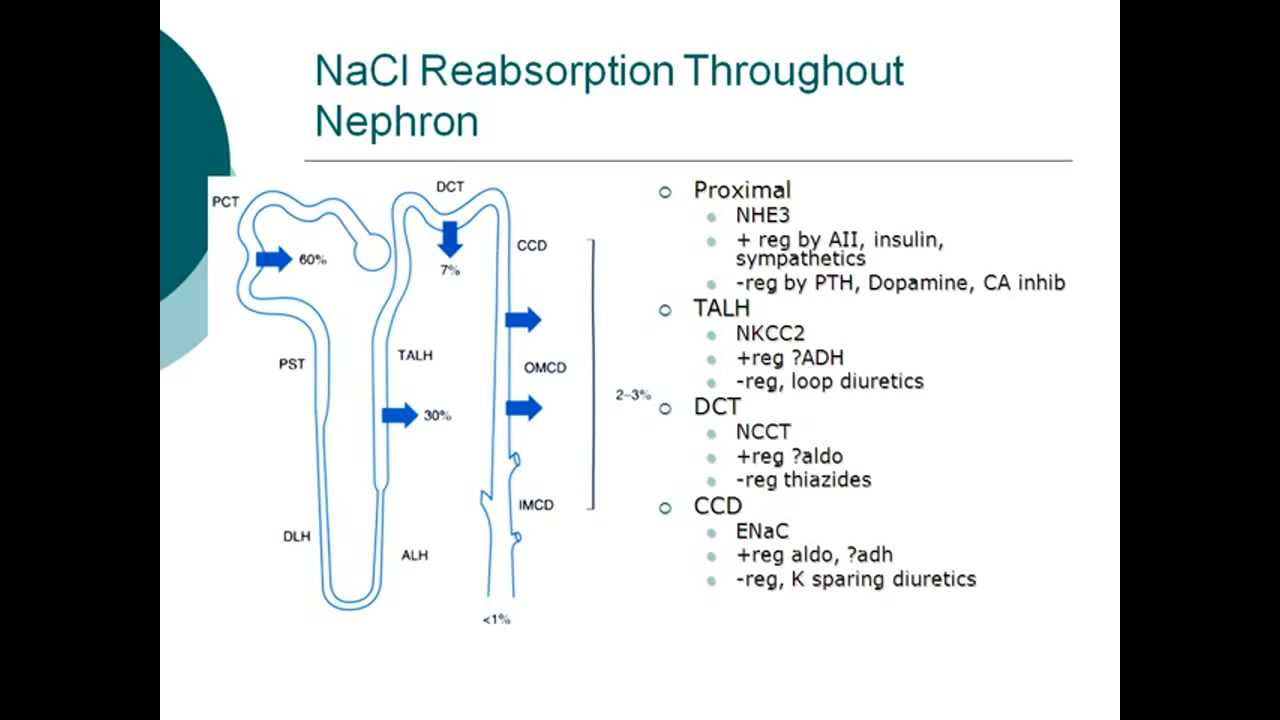 NaCl Reabsorption Throughout
Nephron
PCT
60%
PST
DLH
DCT
7%
TALH
30%
ALH
CCD
OMCD
IMCD
2–3%
<1%
Proximal
NHE3
+ reg by AII, insulin,
sympathetics
-reg by PTH, Dopamine, CA inhib
TALH
NKCC2
+reg ?ADH
-reg, loop diuretics
DCT
NCCT
+reg ?aldo
-reg thiazides
CCD
ENaC
+reg aldo, ?adh
-reg, K sparing diuretics